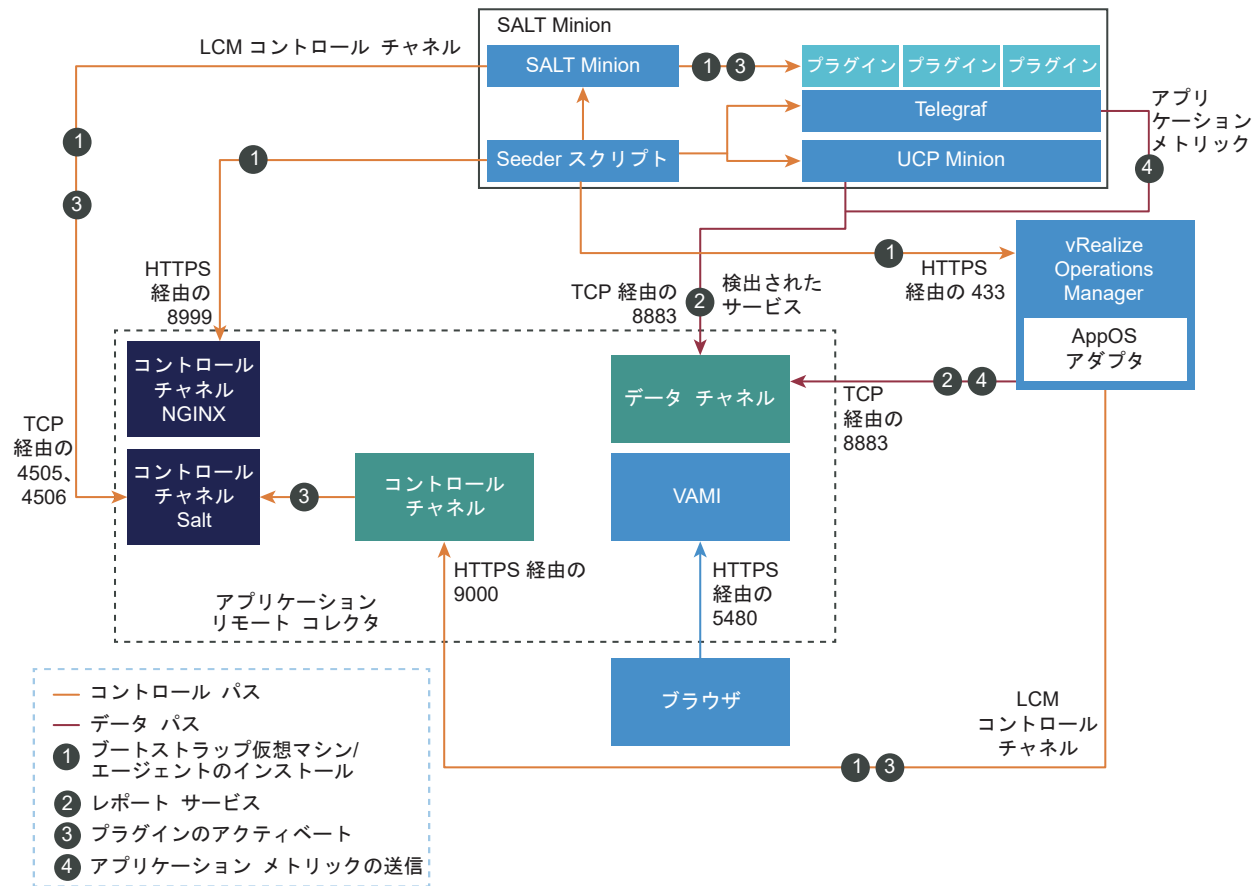 SALT Minion
LCM コントロール チャネル
SALT Minion
1
3
プラグイン
プラグイン
プラグイン
Telegraf
アプリ
ケーション
メトリック
1
Seeder スクリプト
1
UCP Minion
4
3
1
vRealize
Operations
Manager
HTTPS
経由の
8999
TCP 経由の
8883
2
検出された
サービス
HTTPS
経由の 433
AppOS
アダプタ
コントロール
チャネル
NGINX
データ チャネル
2
4
TCP
経由の
8883
TCP
経由の
4505、
4506
コントロール
チャネル
Salt
3
コントロール
チャネル
VAMI
HTTPS 経由の
9000
HTTPS
経由の
5480
アプリケーション
リモート コレクタ
ブラウザ
LCM
コントロール
チャネル
1
3
コントロール パス
データ パス
1 ブートストラップ仮想マシン/
エージェントのインストール
2 レポート サービス
3 プラグインのアクティベート
4 アプリケーション メトリックの送信